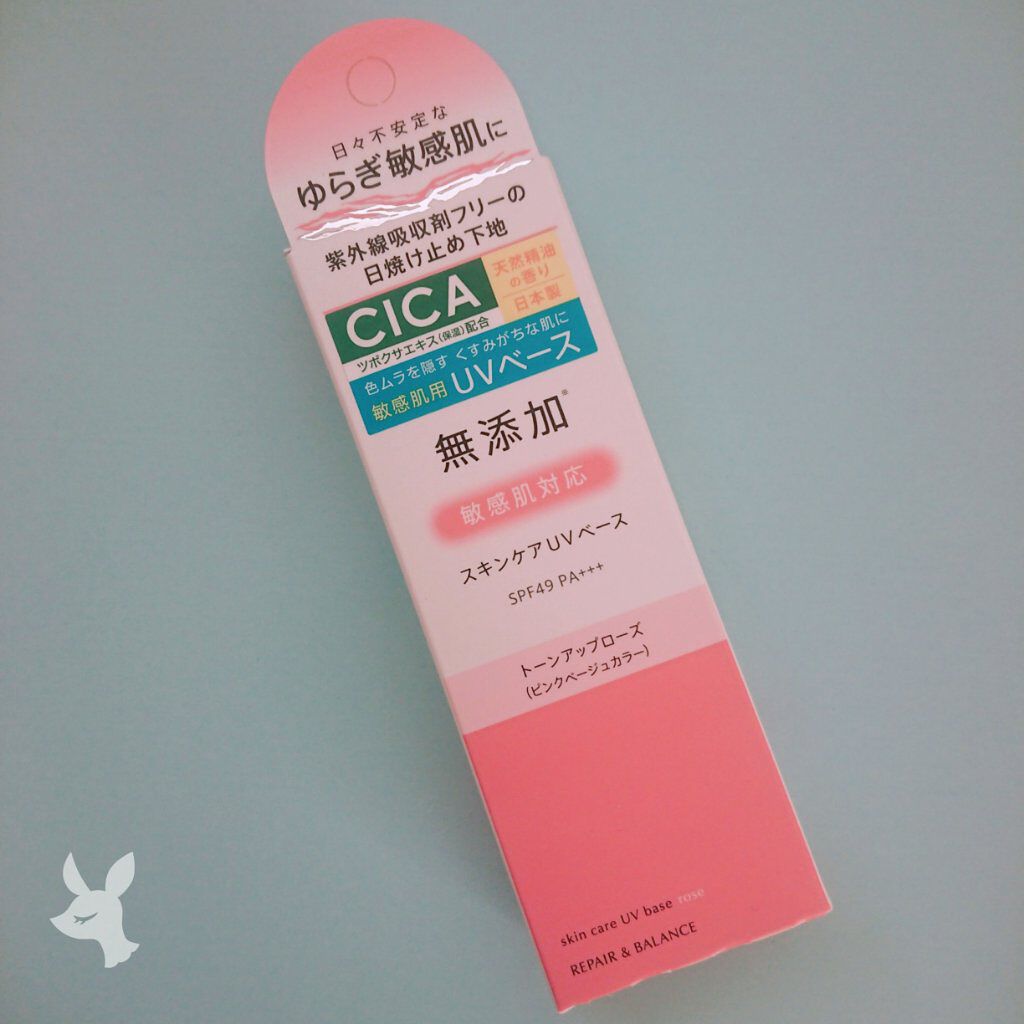 日々不安定な
ゆらぎ敏感肌に
紫外線吸収剤フリーの
日焼け止め下地
CICA
ツボクサエキス(保湿)配合
天然精油
の香り
日本製
色ムラを隠す くすみがちな肌に
敏感肌用 UVベース
無添加※
敏感肌対応
スキンケアUVベース
SPF49 PA+++
トーンアップローズ
(ピンクベージュカラー)
skin care UV base rose
REPAIR & BALANCE